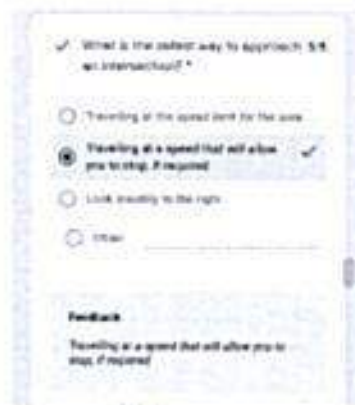 What is the safest way to approach 1/1
an intersection? *
Travelling at the speed limit for the area
Travelling at a speed that will allow
you to stop, if required
Look mainly to the right
Other:
Feedback
Travelling at a speed that will allow you to
stop, if required